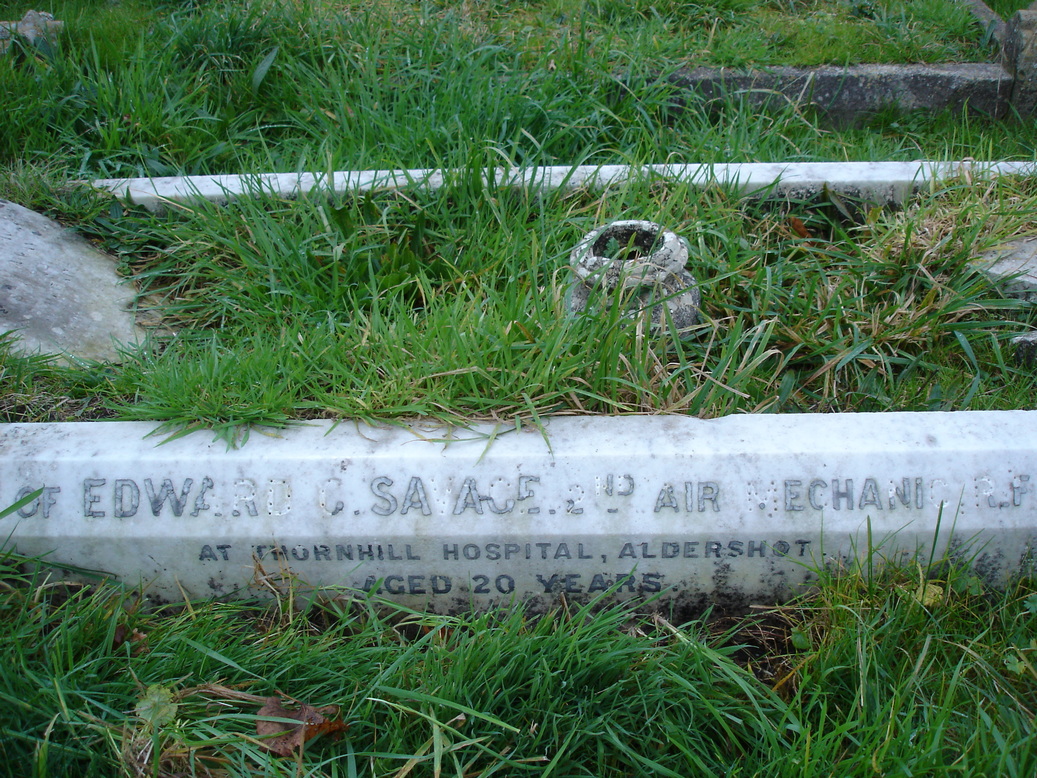 OF EDWARD C. SAVAGE. 2ND AIR MECHANIC R.F
AT THORNHILL HOSPITAL, ALDERSHOT
AGED 20 YEARS.